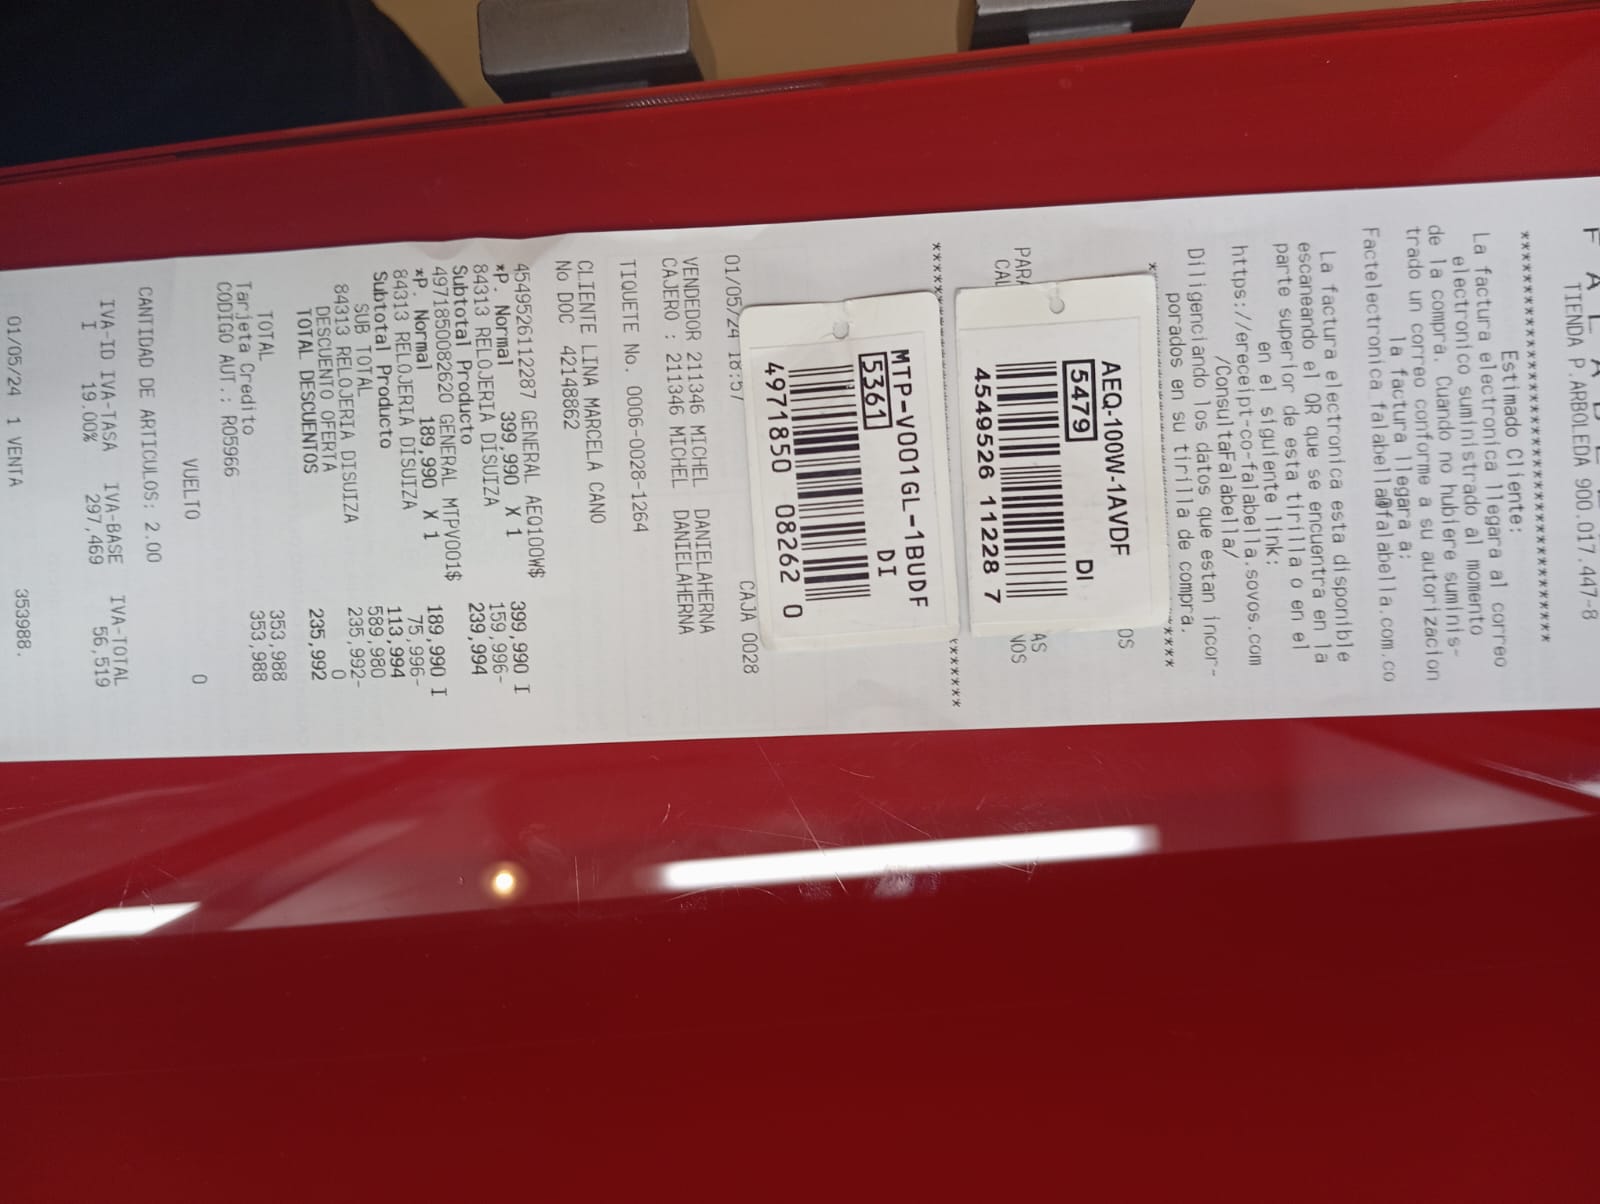 F A L A B E L L
TIENDA P.ARBOLEDA 900.017.447-8
****************************************
Estimado Cliente:
La factura electronica llegara al correo
electronico suministrado al momento
de la compra. Cuando no hubiere suminis-
trado un correo conforme a su autorizacion
la factura llegara a:
Factelectronica falabella@falabella.com.co
La factura electronica esta disponible
escaneando el QR que se encuentra en la
parte superior de esta tirilla o en el
en el siguiente link:
https://ereceipt-co-falabella.sovos.com
/ConsultaFalabella/
Diligenciando los datos que estan incor-
porados en su tirilla de compra.
AEQ-100W-1AVDF
5479 DI
4549526 11228 7
MTP-V001GL-1BUDF
5361 DI
4971850 08262 0
01/05/24 18:57 CAJA 0028
VENDEDOR 211346 MICHEL DANIELAHERNA
CAJERO : 211346 MICHEL DANIELAHERNA
TIQUETE No. 0006-0028-1264
CLIENTE LINA MARCELA CANO
No DOC 42148862
4549526112287 GENERAL AEQ100W$
*P. Normal 399,990 X 1 399,990 I
84313 RELOJERIA DISUIZA 159,996-
Subtotal Producto 239,994
4971850082620 GENERAL MTPV001$
*P. Normal 189,990 X 1 189,990 I
84313 RELOJERIA DISUIZA 75,996-
Subtotal Producto 113,994
SUB TOTAL 589,980
84313 RELOJERIA DISUIZA 235,992-
DESCUENTO OFERTA 0
TOTAL DESCUENTOS 235,992
TOTAL 353,988
Tarjeta Credito 353,988
CODIGO AUT.: RO5966
VUELTO 0
CANTIDAD DE ARTICULOS: 2.00
IVA-ID IVA-TASA IVA-BASE IVA-TOTAL
I 19.00% 297,469 56,519
01/05/24 1 VENTA 353988.